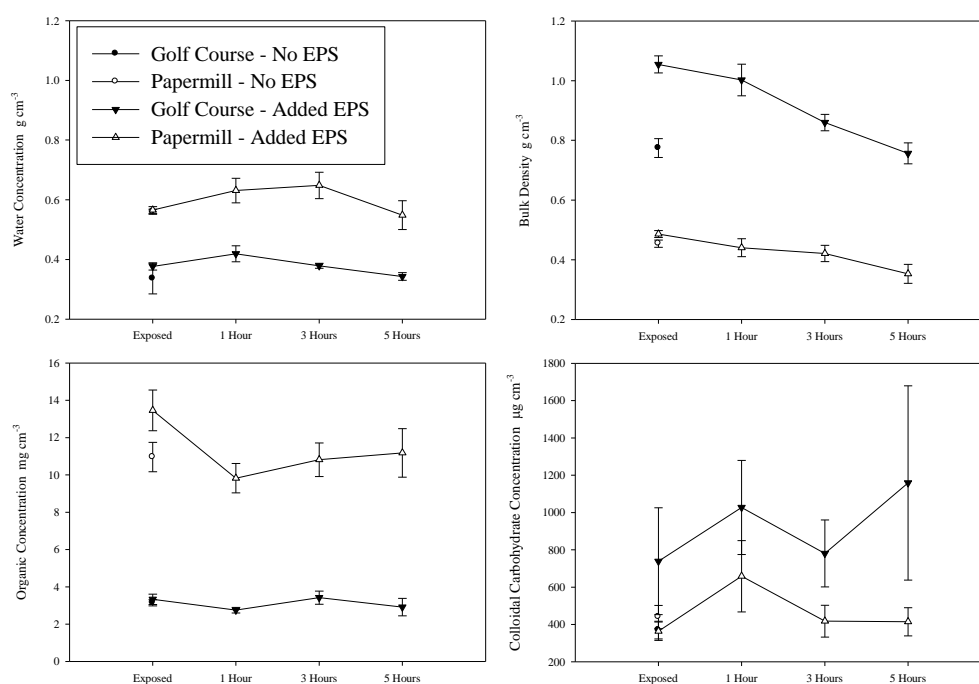 1.2
1.0
0.8
0.6
0.4
0.2
Water Concentration g cm-3
Golf Course - No EPS
Papermill - No EPS
Golf Course - Added EPS
Papermill - Added EPS
Exposed
1 Hour
3 Hours
5 Hours
1.2
1.0
0.8
0.6
0.4
0.2
Bulk Density g cm-3
Exposed
1 Hour
3 Hours
5 Hours
16
14
12
10
8
6
4
2
0
Organic Concentration mg cm-3
Exposed
1 Hour
3 Hours
5 Hours
1800
1600
1400
1200
1000
800
600
400
200
Colloidal Carbohydrate Concentration µg cm-3
Exposed
1 Hour
3 Hours
5 Hours